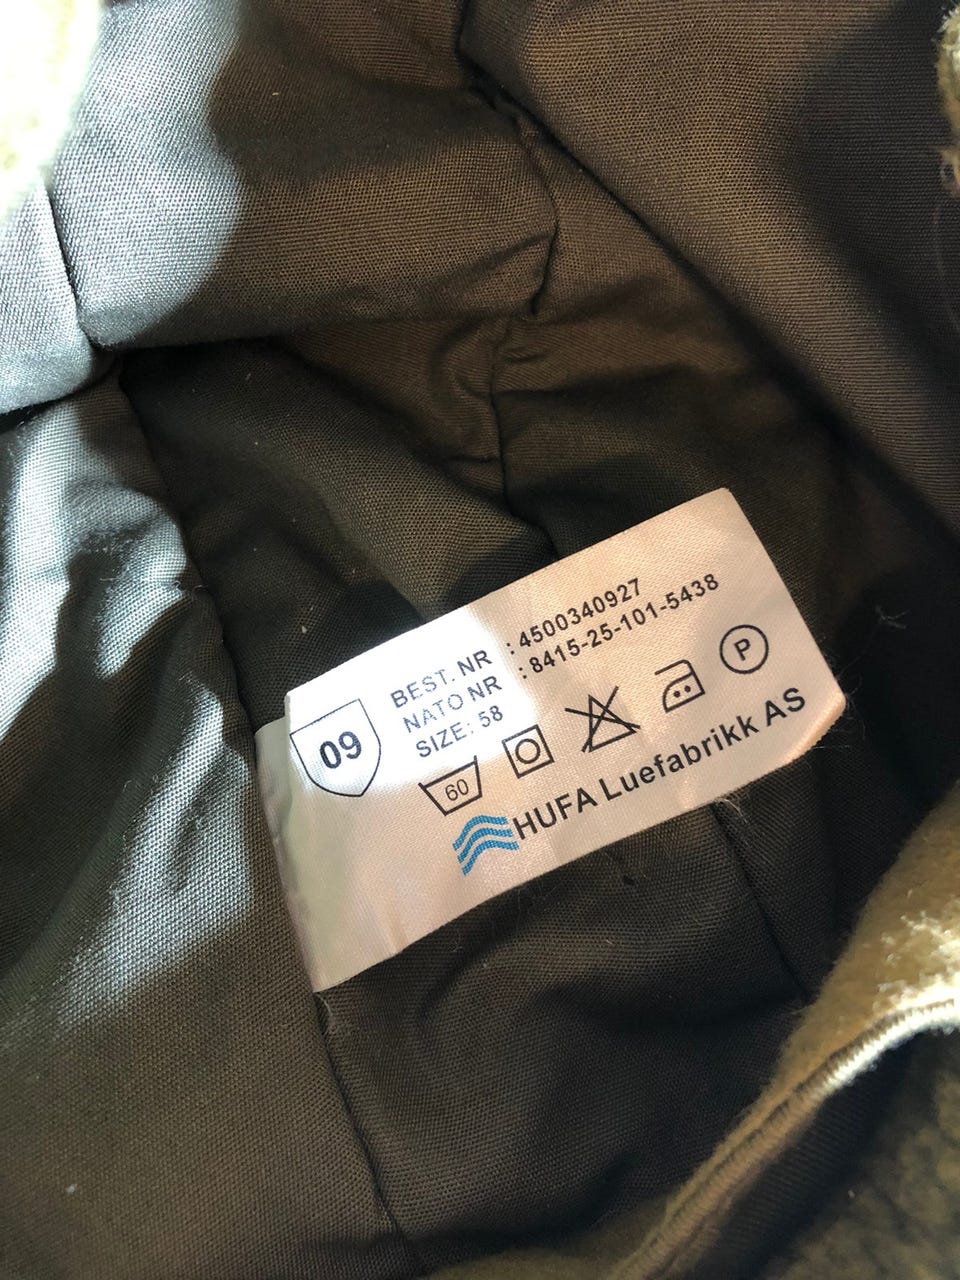 09
BEST. NR : 4500340927
NATO NR : 8415-25-101-5438
SIZE: 58
60
P
HUFA Luefabrikk AS